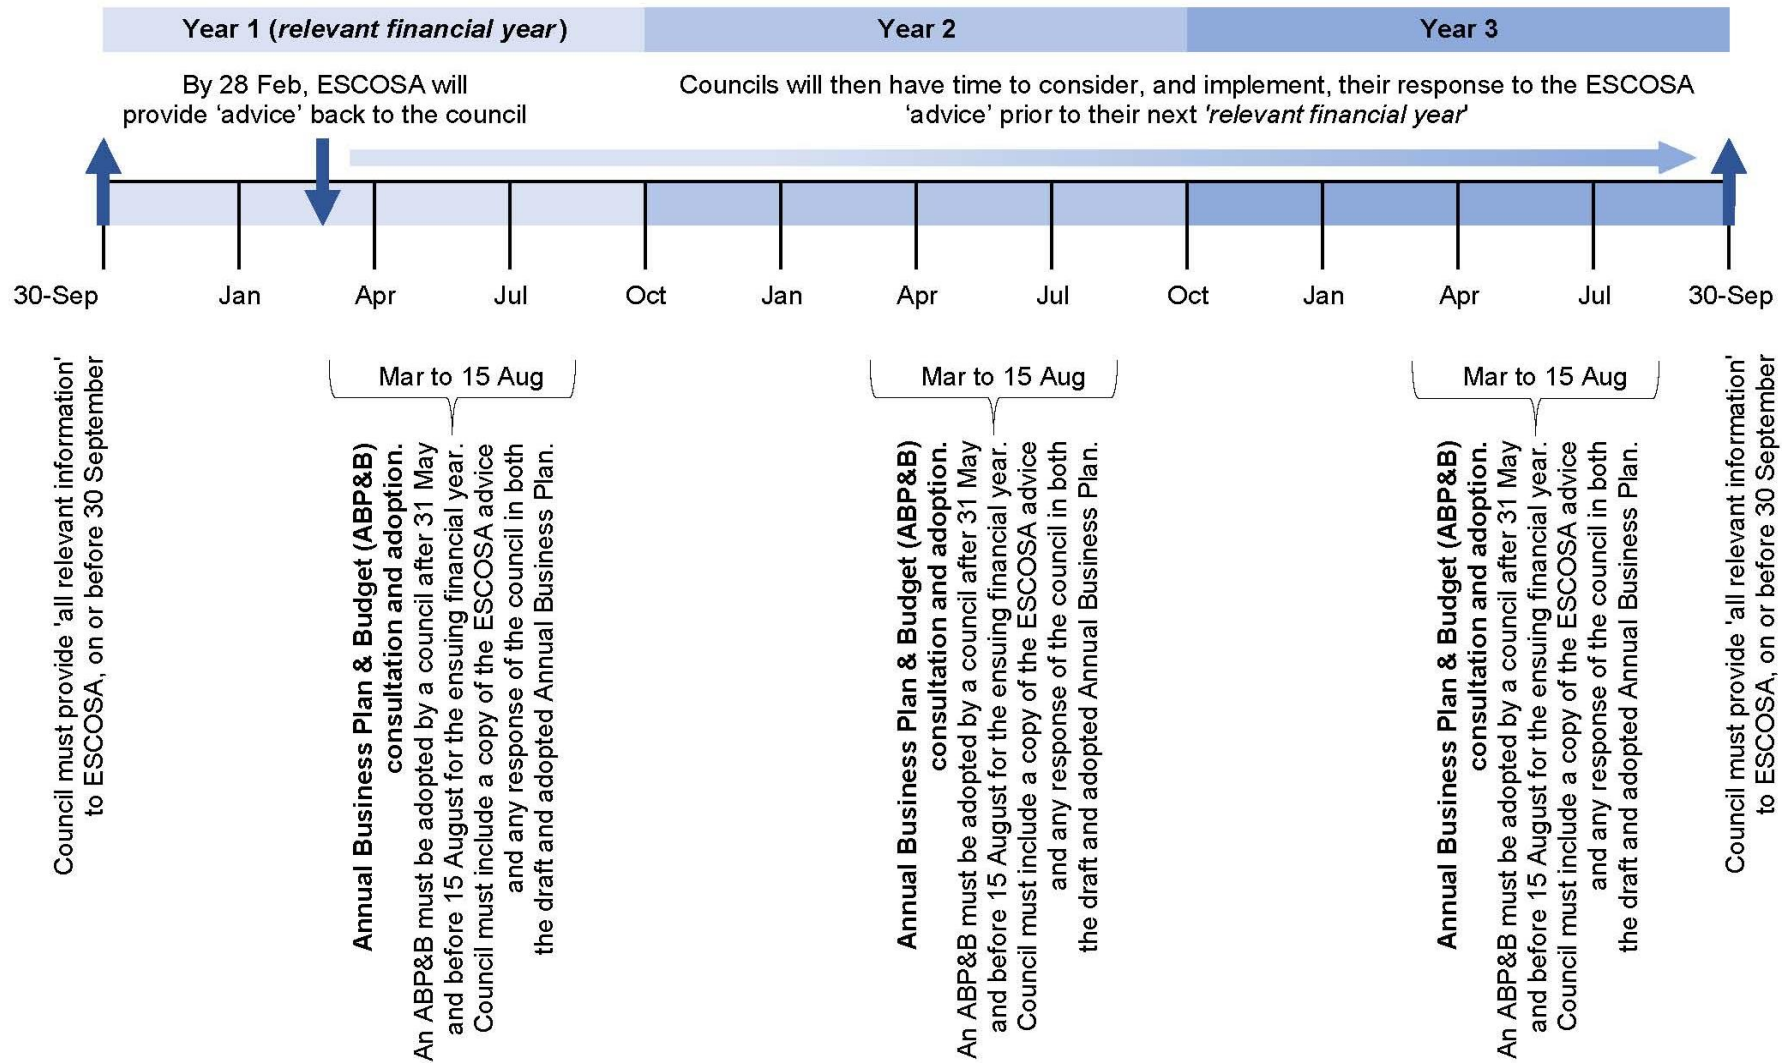 Year 1 (relevant financial year)
Year 2
Year 3
By 28 Feb, ESCOSA will
provide ‘advice’ back to the council
Councils will then have time to consider, and implement, their response to the ESCOSA
‘advice’ prior to their next 'relevant financial year'
30-Sep
Jan
Apr
Jul
Oct
Jan
Apr
Jul
Oct
Jan
Apr
Jul
30-Sep
Council must provide 'all relevant information'
to ESCOSA, on or before 30 September
Mar to 15 Aug
Annual Business Plan & Budget (ABP&B)
consultation and adoption.
An ABP&B must be adopted by a council after 31 May
and before 15 August for the ensuing financial year.
Council must include a copy of the ESCOSA advice
and any response of the council in both
the draft and adopted Annual Business Plan.
Mar to 15 Aug
Annual Business Plan & Budget (ABP&B)
consultation and adoption.
An ABP&B must be adopted by a council after 31 May
and before 15 August for the ensuing financial year.
Council must include a copy of the ESCOSA advice
and any response of the council in both
the draft and adopted Annual Business Plan.
Mar to 15 Aug
Annual Business Plan & Budget (ABP&B)
consultation and adoption.
An ABP&B must be adopted by a council after 31 May
and before 15 August for the ensuing financial year.
Council must include a copy of the ESCOSA advice
and any response of the council in both
the draft and adopted Annual Business Plan.
Council must provide 'all relevant information'
to ESCOSA, on or before 30 September